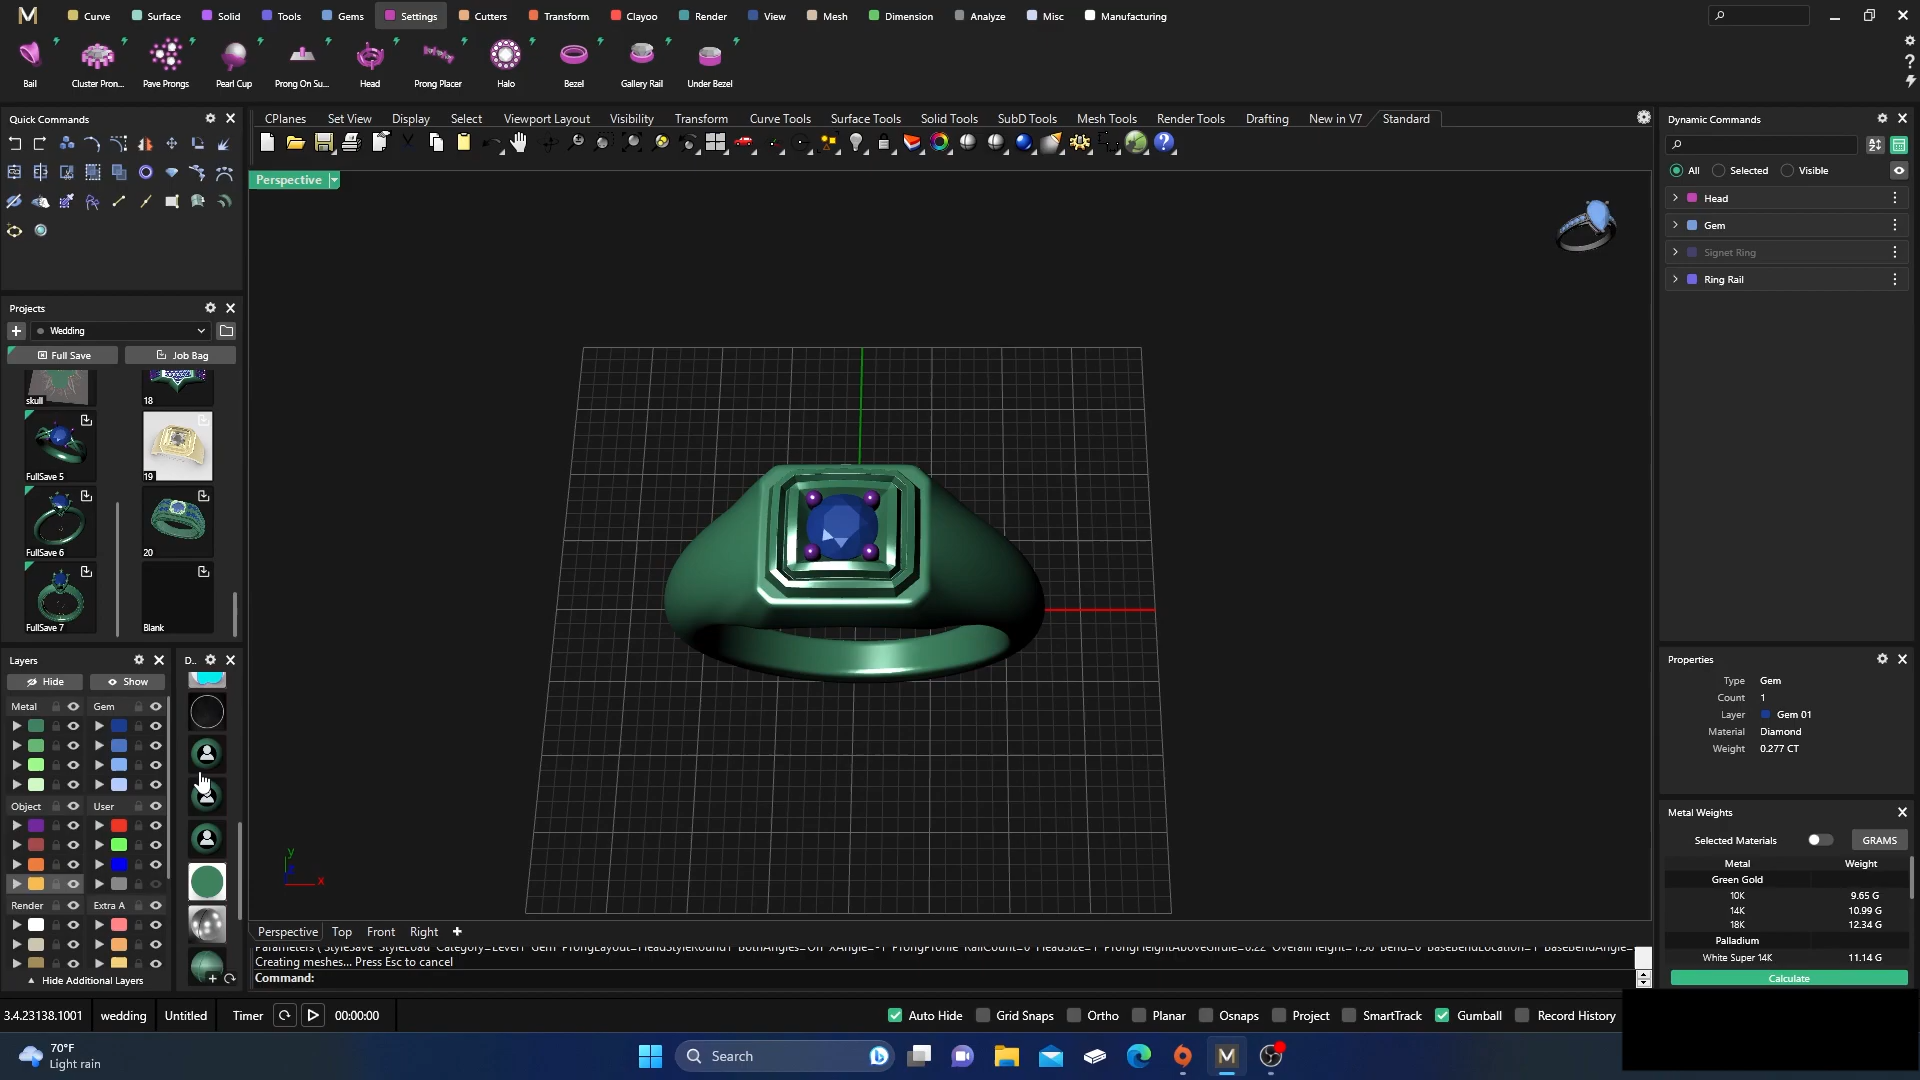 Curve Surface Solid Tools Gems Settings Cutters Transform Clayoo Render View Mesh Dimension Analyze Misc Manufacturing
Bail Cluster Pron... Pave Prongs Pearl Cup Prong On Su... Head Prong Placer Halo Bezel Gallery Rail Under Bezel
Quick Commands
CPlanes Set View Display Select Viewport Layout Visibility Transform Curve Tools Surface Tools Solid Tools SubD Tools Mesh Tools Render Tools Drafting New in V7 Standard
Perspective
Projects
Wedding
Full Save Job Bag
skull 18
FullSave 5 19
FullSave 6 20
FullSave 7 Blank
Layers D..
Hide Show
Metal Gem
Object User
Render Extra A
Hide Additional Layers
y
x
Perspective Top Front Right
Creating meshes... Press Esc to cancel
Command:
Dynamic Commands
All Selected Visible
Head
Gem
Signet Ring
Ring Rail
Properties
Type Gem
Count 1
Layer Gem 01
Material Diamond
Weight 0.277 CT
Metal Weights
Selected Materials GRAMS
Metal Weight
Green Gold
10K 9.65 G
14K 10.99 G
18K 12.34 G
Palladium
White Super 14K 11.14 G
Calculate
3.4.23138.1001 wedding Untitled Timer 00:00:00 Auto Hide Grid Snaps Ortho Planar Osnaps Project SmartTrack Gumball Record History
70°F
Light rain
Search